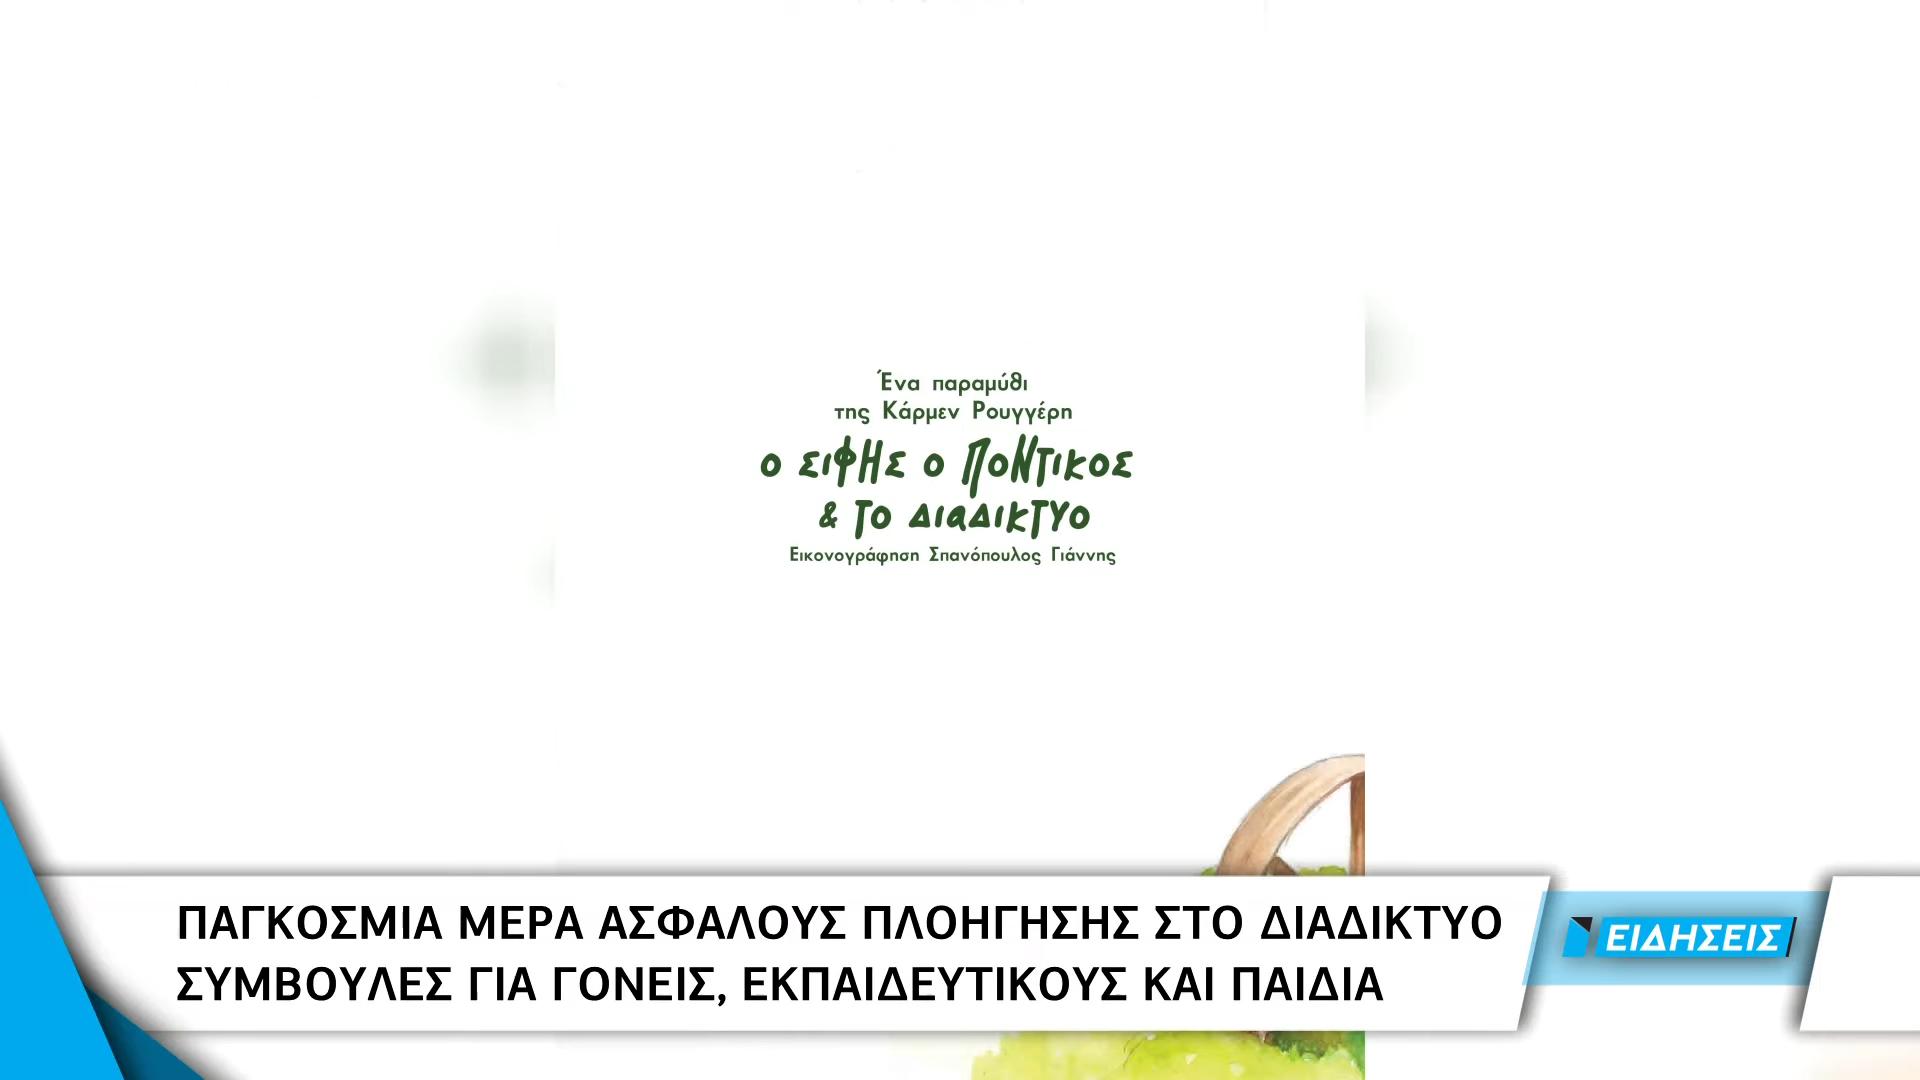 Ένα παραμύθι
της Κάρμεν Ρουγγέρη
Ο ΣΙΦΗΣ Ο ΠΟΝΤΙΚΟΣ
& ΤΟ ΔΙαΔΙΚΤΥΟ
Εικονογράφηση Σπανόπουλος Γιάννης
ΠΑΓΚΟΣΜΙΑ ΜΕΡΑ ΑΣΦΑΛΟΥΣ ΠΛΟΗΓΗΣΗΣ ΣΤΟ ΔΙΑΔΙΚΤΥΟ
ΣΥΜΒΟΥΛΕΣ ΓΙΑ ΓΟΝΕΙΣ, ΕΚΠΑΙΔΕΥΤΙΚΟΥΣ ΚΑΙ ΠΑΙΔΙΑ
ΕΙΔΗΣΕΙΣ